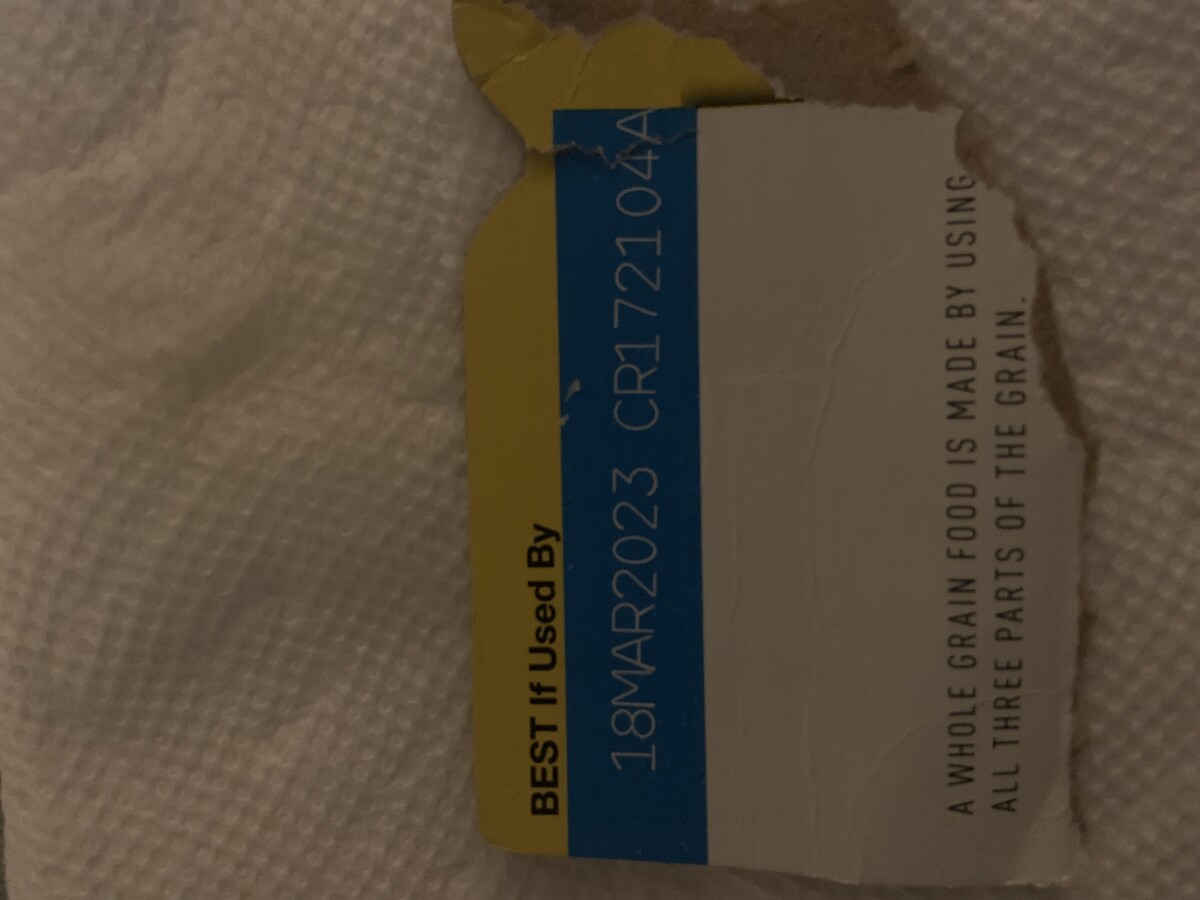 BEST If Used By
18MAR2023 CR172104A
A WHOLE GRAIN FOOD IS MADE BY USING
ALL THREE PARTS OF THE GRAIN.